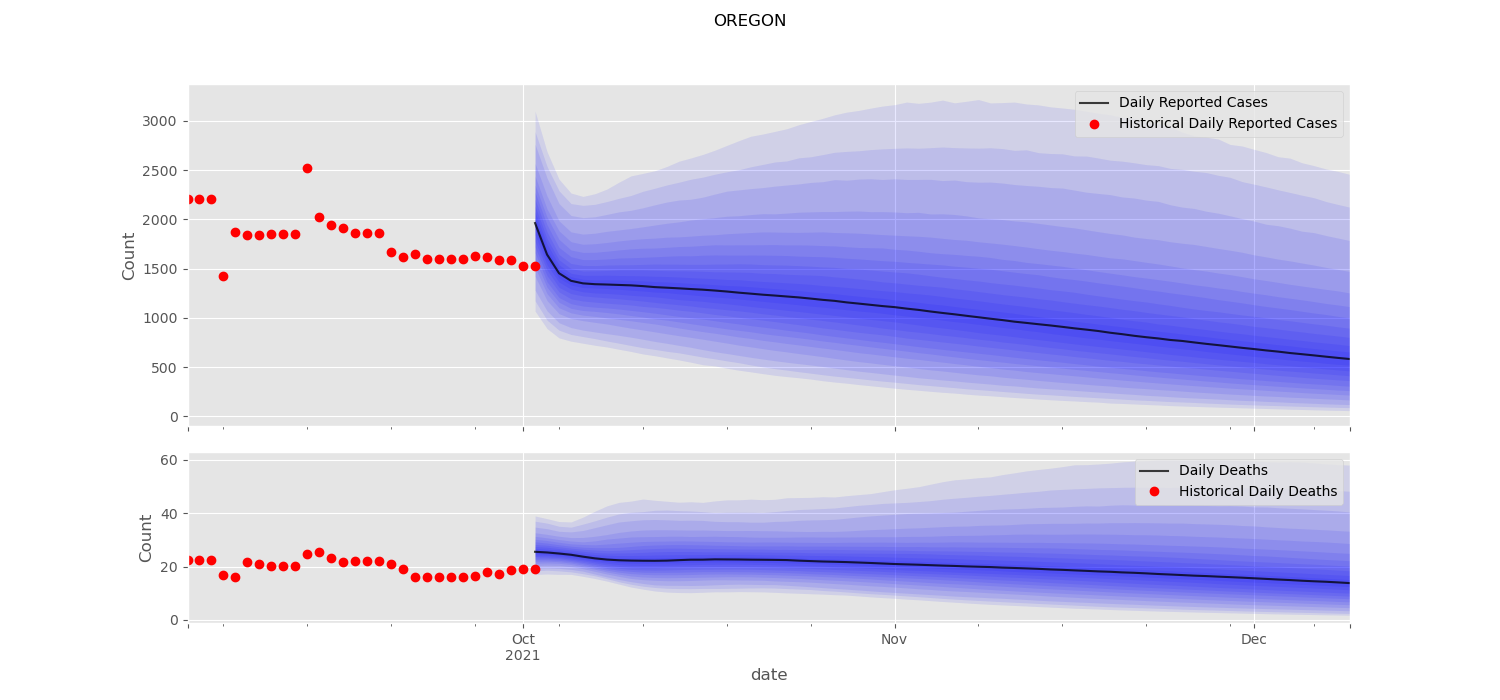 OREGON
Daily Reported Cases
Historical Daily Reported Cases
3000
2500
2000
1500
1000
500
0
Count
Daily Deaths
Historical Daily Deaths
60
40
20
0
Count
Oct
2021
Nov
Dec
date